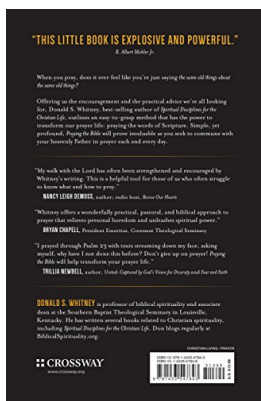 "THIS LITTLE BOOK IS EXPLOSIVE AND POWERFUL."
R. Albert Mohler Jr.
When you pray, does it ever feel like you're just saying the same old things about
the same old things?
Offering us the encouragement and the practical advice we're all looking
for, Donald S. Whitney, best-selling author of Spiritual Disciplines for the
Christian Life, outlines an easy-to-grasp method that has the power to
transform our prayer life: praying the words of Scripture. Simple, yet
profound, Praying the Bible will prove invaluable as you seek to commune with
your heavenly Father in prayer each and every day.
"My walk with the Lord has often been strengthened and encouraged by
Whitney's writing. This is a helpful tool for those of us who often struggle
to know what and how to pray."
NANCY LEIGH DEMOSS, author; radio host, Revive Our Hearts
"Whitney offers a wonderfully practical, pastoral, and biblical approach
to prayer that relieves personal boredom and unleashes spiritual power."
BRYAN CHAPELL, President Emeritus, Covenant Theological Seminary
"I prayed through Psalm 23 with tears streaming down my face, asking
myself, why have I not done this before? Don't give up on prayer! Praying
the Bible will help transform your prayer life."
TRILLIA NEWBELL, author, United: Captured by God's Vision for Diversity and Fear and Faith
DONALD S. WHITNEY is professor of biblical spirituality and associate
dean at the Southern Baptist Theological Seminary in Louisville,
Kentucky. He has written several books related to Christian spirituality,
including Spiritual Disciplines for the Christian Life. Don blogs regularly at
BiblicalSpirituality.org.
CHRISTIAN LIVING / PRAYER
CROSSWAY
www.crossway.org